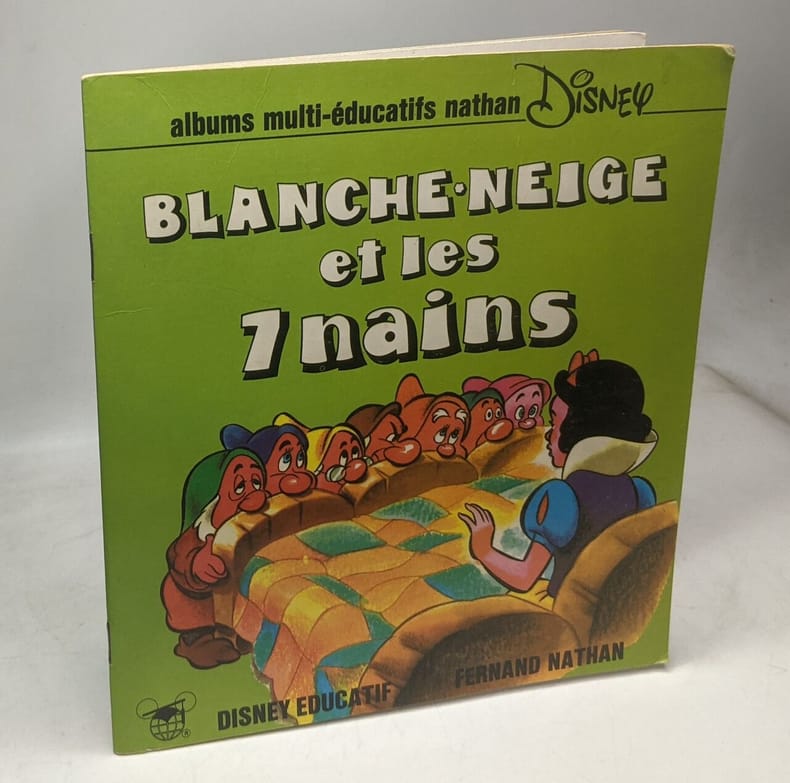 albums multi-éducatifs nathan Disney
BLANCHE·NEIGE
et les
7 nains
DISNEY EDUCATIF
FERNAND NATHAN
®